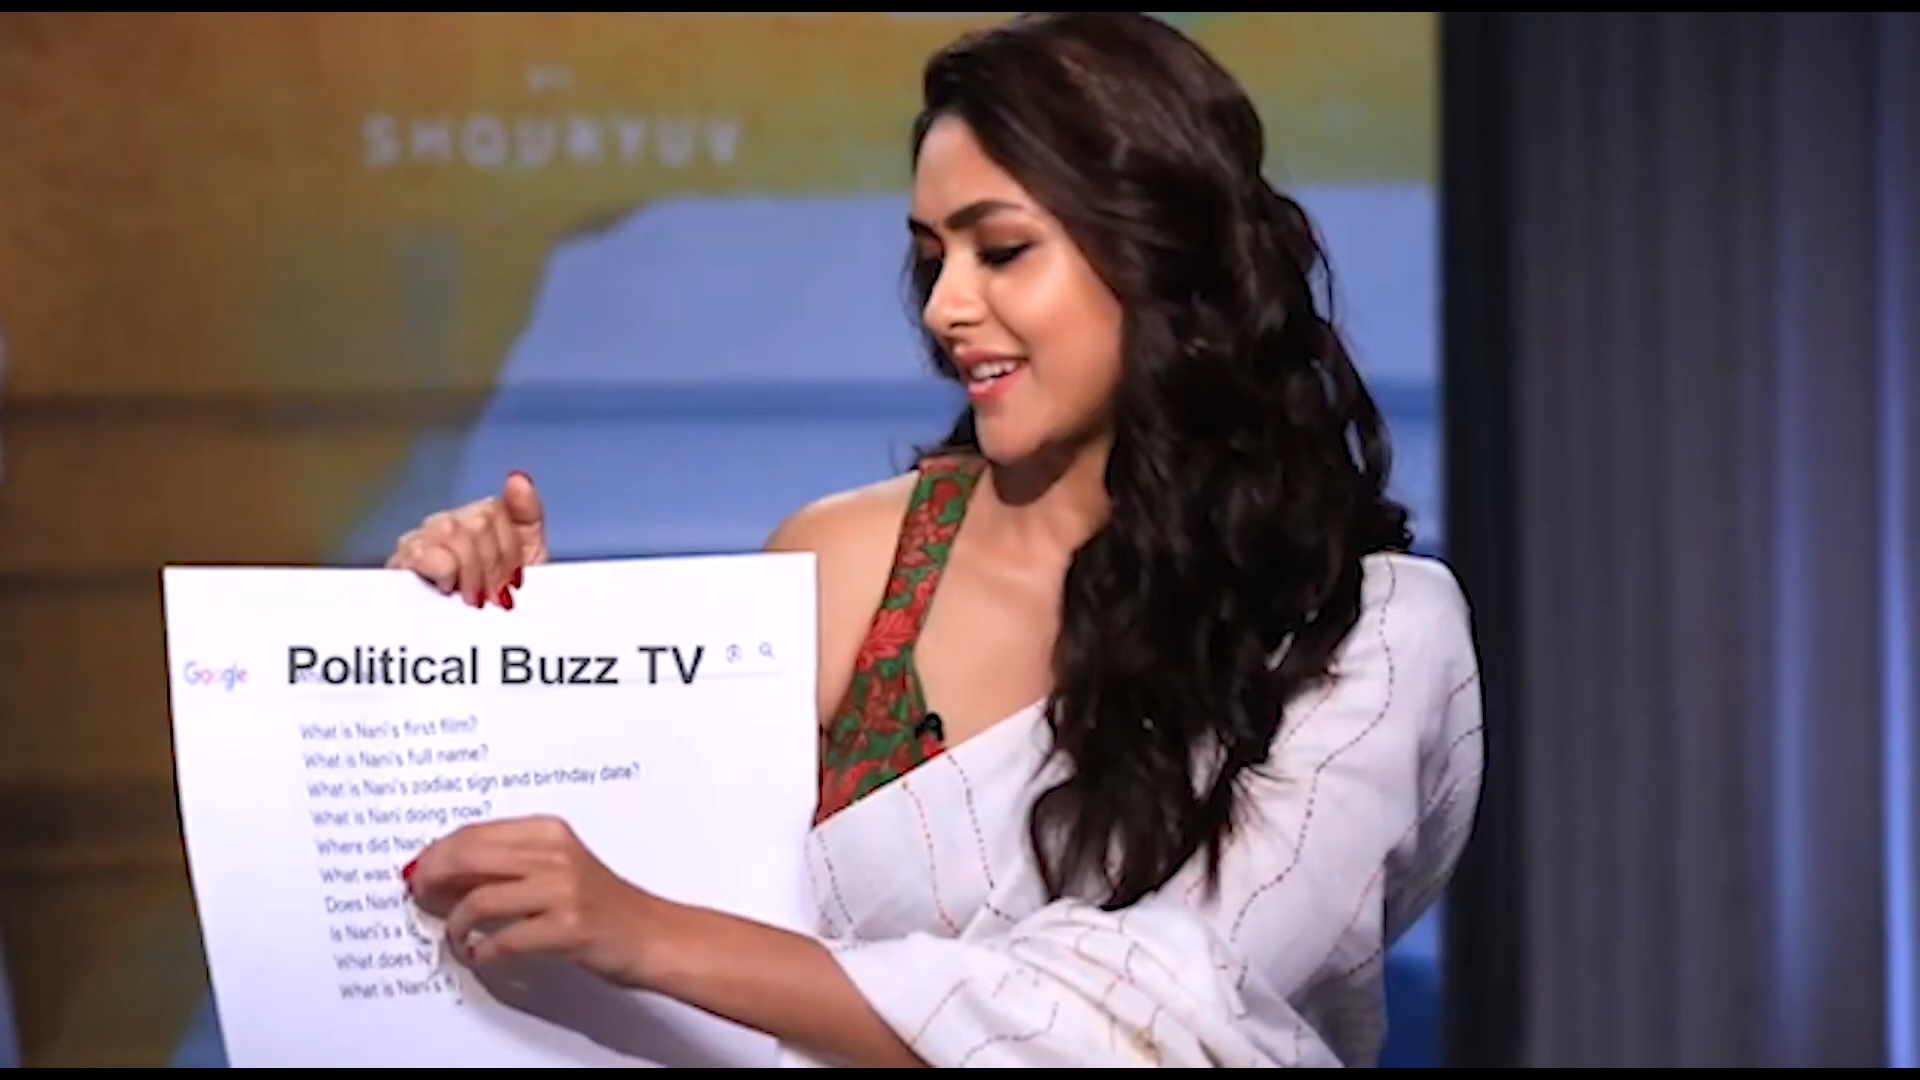 BY
SHOURYUV
Google
Political Buzz TV
What is Nani's first film?
What is Nani's full name?
What is Nani's zodiac sign and birthday date?
What is Nani doing now?
Where did Nani
What was
Does Nani
Is Nani's a
What does
What is Nani's